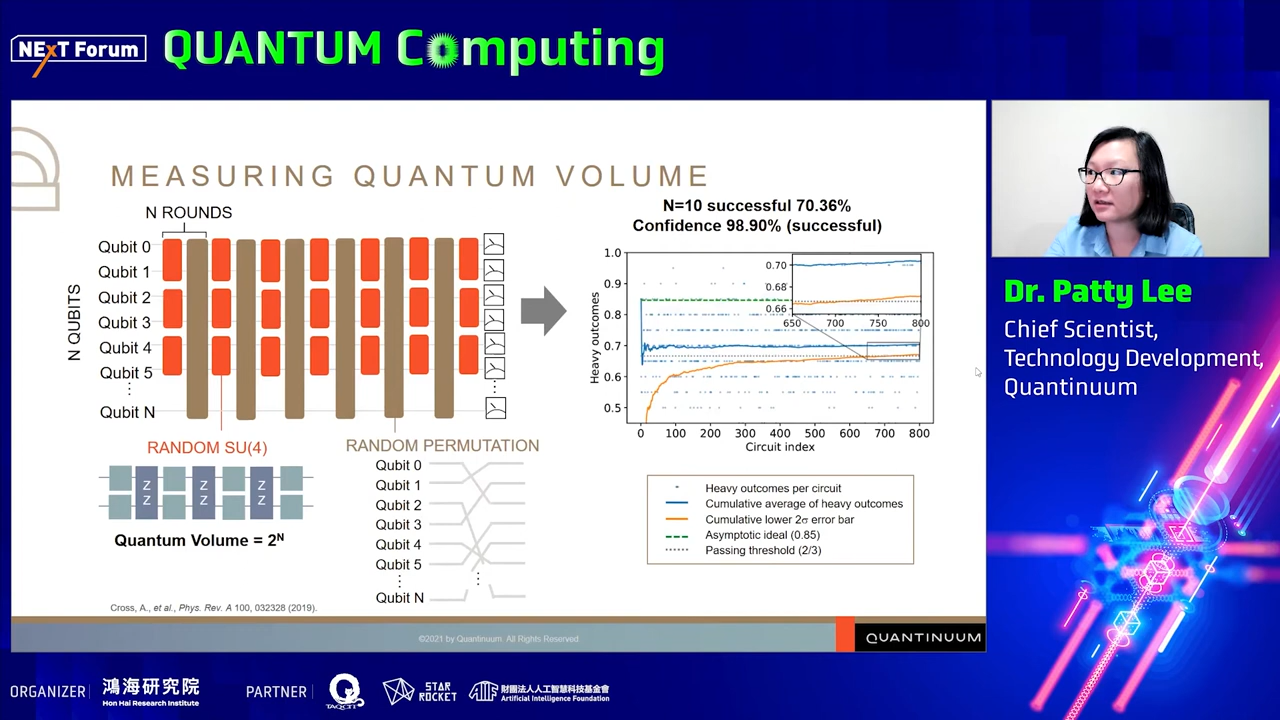 NExT Forum
QUANTUM Computing
MEASURING QUANTUM VOLUME
N ROUNDS
N QUBITS
Qubit 0
Qubit 1
Qubit 2
Qubit 3
Qubit 4
Qubit 5
Qubit N
RANDOM SU(4)
Z Z Z
Z Z Z
Quantum Volume = 2ᴺ
RANDOM PERMUTATION
Qubit 0
Qubit 1
Qubit 2
Qubit 3
Qubit 4
Qubit 5
Qubit N
Cross, A., et al., Phys. Rev. A 100, 032328 (2019).
N=10 successful 70.36%
Confidence 98.90% (successful)
Heavy outcomes
1.0
0.9
0.8
0.7
0.6
0.5
0.70
0.68
0.66
650 700 750 800
0 100 200 300 400 500 600 700 800
Circuit index
Heavy outcomes per circuit
Cumulative average of heavy outcomes
Cumulative lower 2σ error bar
Asymptotic ideal (0.85)
Passing threshold (2/3)
©2021 by Quantinuum. All Rights Reserved
QUANTINUUM
Dr. Patty Lee
Chief Scientist,
Technology Development,
Quantinuum
ORGANIZER
鴻海研究院
Hon Hai Research Institute
PARTNER
TAQCIT
STAR
ROCKET
財團法人人工智慧科技基金會
Artificial Intelligence Foundation